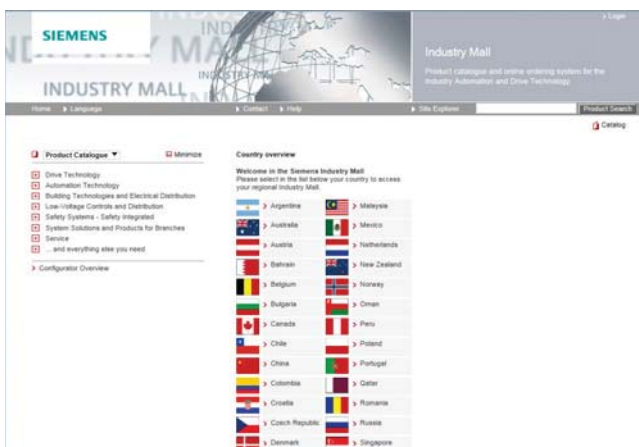 SIEMENS
INDUSTRY MALL
> Login
Industry Mall
Product catalogue and online ordering system for the
Industry Automation and Drive Technology.
Home Language Contact Help Site Explorer Product Search
Catalog
Product Catalogue Minimize
Drive Technology
Automation Technology
Building Technologies and Electrical Distribution
Low-Voltage Controls and Distribution
Safety Systems - Safety Integrated
System Solutions and Products for Branches
Service
... and everything else you need
Configurator Overview
Country overview
Welcome in the Siemens Industry Mall
Please select in the list below your country to access
your regional Industry Mall.
Argentina Malaysia
Australia Mexico
Austria Netherlands
Bahrain New Zealand
Belgium Norway
Bulgaria Oman
Canada Peru
Chile Poland
China Portugal
Colombia Qatar
Croatia Romania
Czech Republic Russia
Denmark Singapore